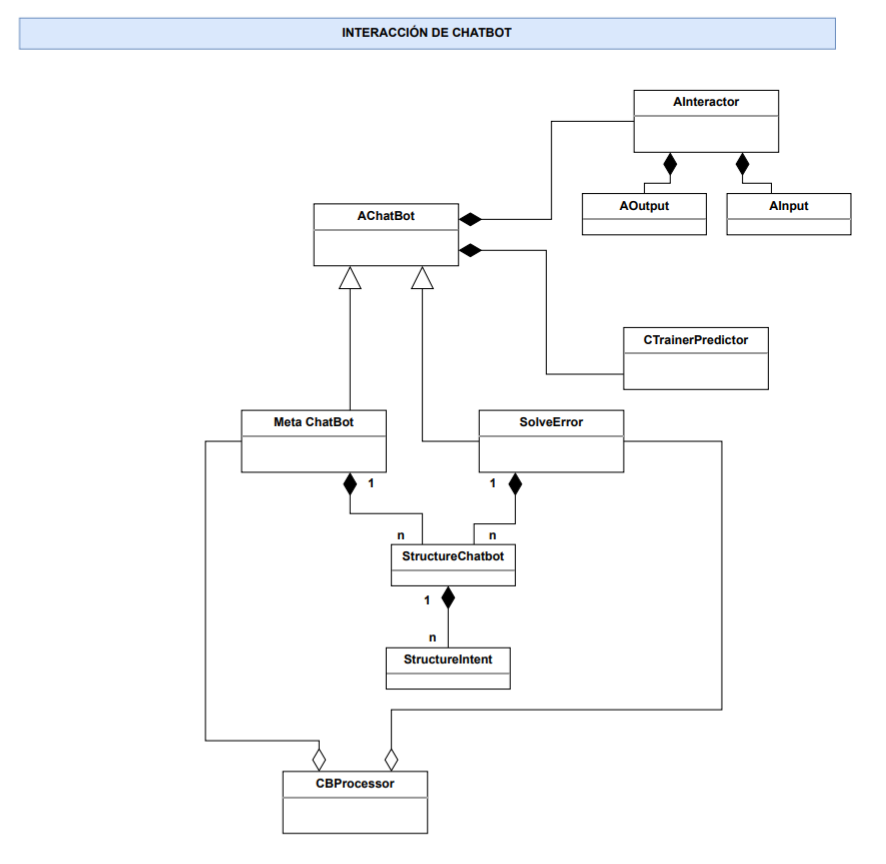 INTERACCIÓN DE CHATBOT
AInteractor
AOutput
AInput
AChatBot
CTrainerPredictor
Meta ChatBot
SolveError
1
1
n
n
StructureChatbot
1
n
StructureIntent
CBProcessor